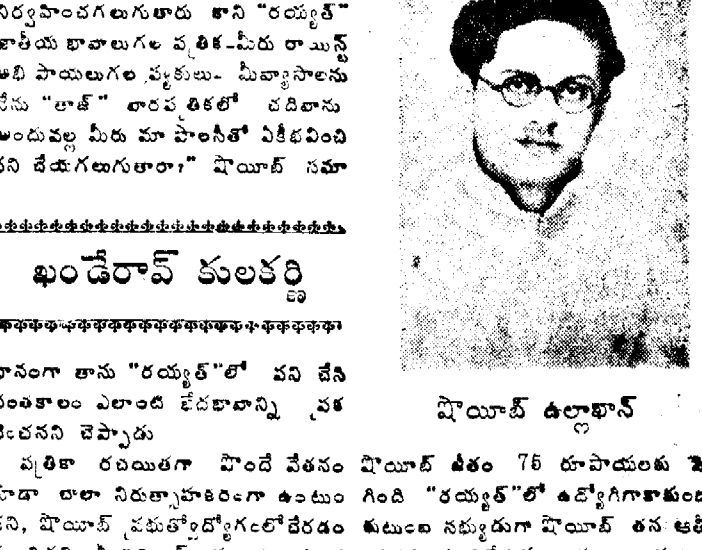 నిర్వహించగలుగుతారు కాని "రయ్యత్"
జాతీయ భావాలుగల పత్రిక-మీరు రాయిస్ట్
అభిప్రాయలుగల వ్యక్తులు- మీవ్యాసాలను
నేను "తాజ్" వారపత్రికలో చదివాను
అందువల్ల మీరు మా పాలసీతో ఏకీభవించి
పని చేయగలుగుతారా?" షొయీబ్ సమా
ఖండేరావ్ కులకర్ణి
ధానంగా తాను "రయ్యత్"లో పని చేసి
నంతకాలం ఎలాంటి భేదభావాన్ని ప్రక
టించనని చెప్పాడు
పత్రికా రచయితగా పొందే వేతనం
కూడా చాలా నిరుత్సాహకరంగా ఉంటుం
దని, షొయీబ్ ప్రభుత్వోద్యోగంలోచేరడం
షొయీబ్ ఉల్లాఖాన్
షొయీబ్ జీతం 75 రూపాయలకు
గింది "రయ్యత్"లో ఉద్యోగిగాకాకుండ
కుటుంబ సభ్యుడుగా షొయీబ్ తన